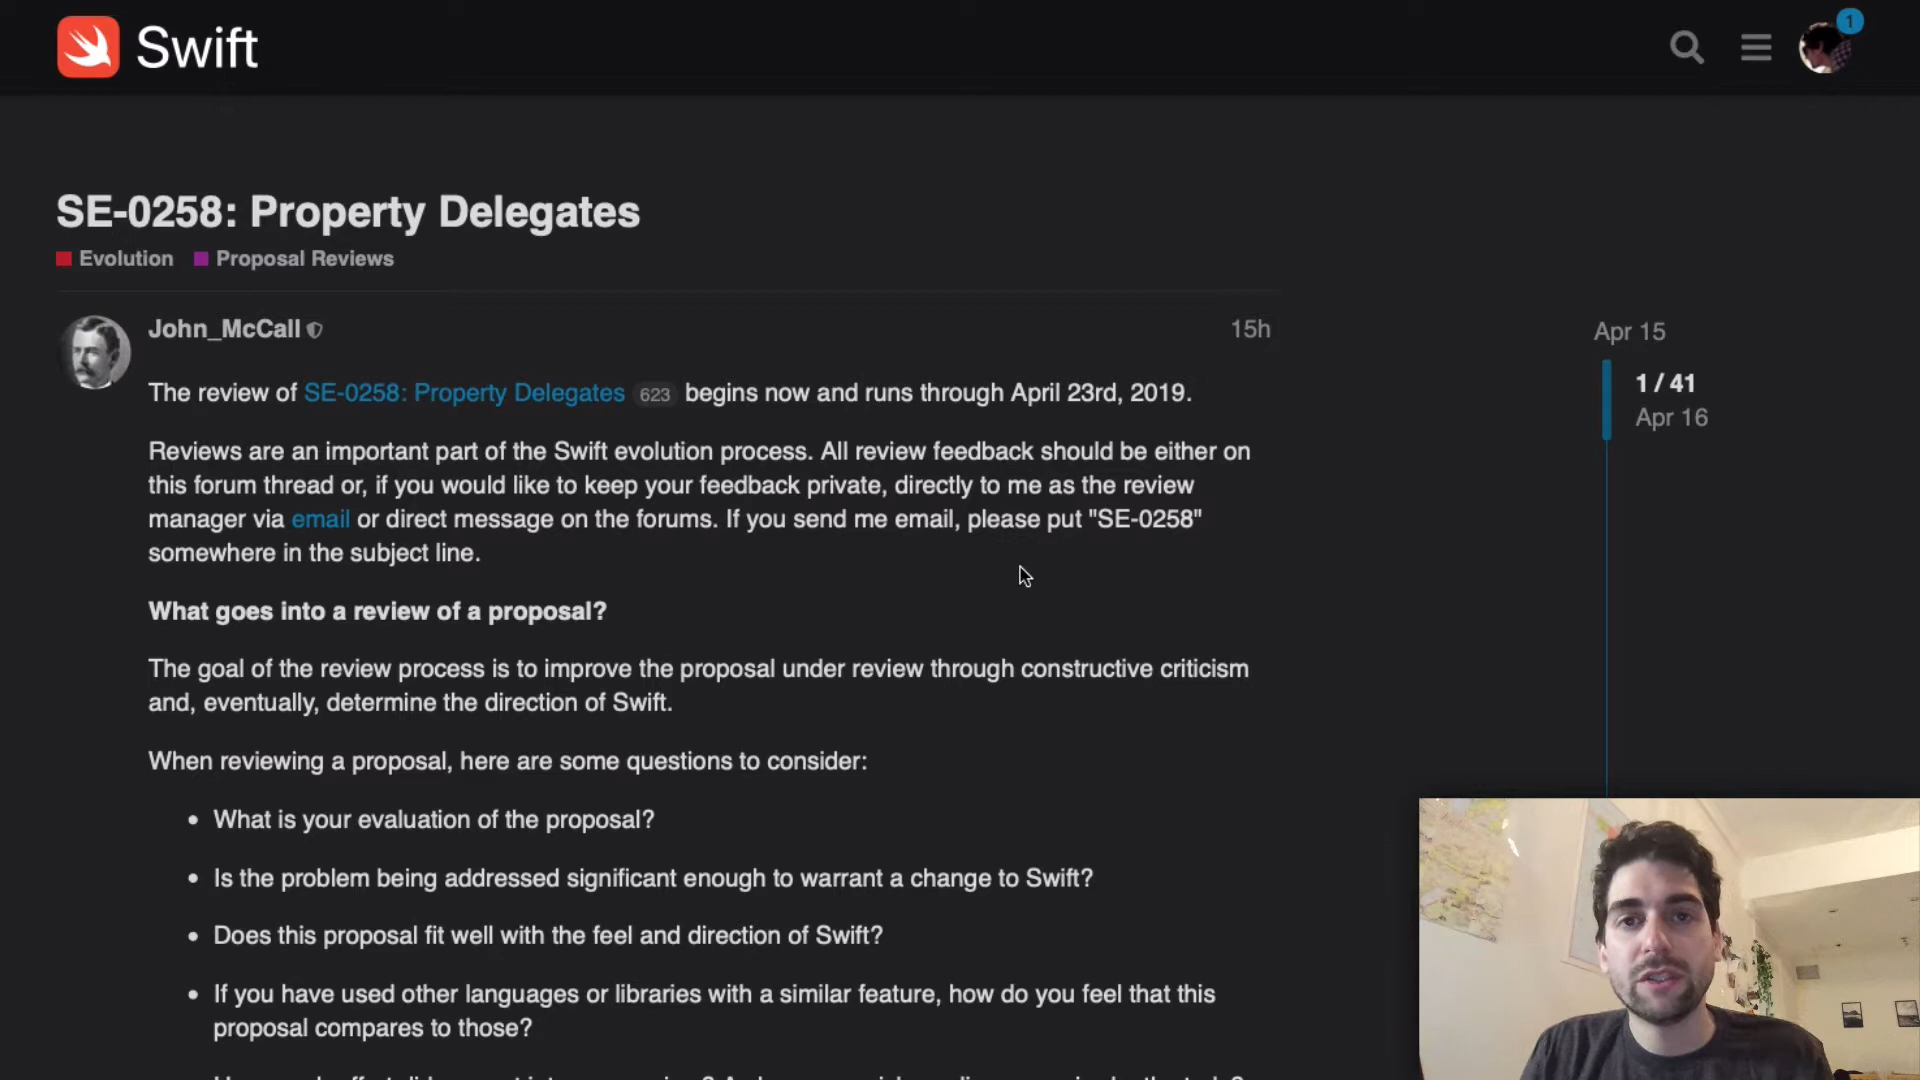 Swift
1
SE-0258: Property Delegates
Evolution Proposal Reviews
John_McCall 15h
The review of SE-0258: Property Delegates 623 begins now and runs through April 23rd, 2019.
Reviews are an important part of the Swift evolution process. All review feedback should be either on
this forum thread or, if you would like to keep your feedback private, directly to me as the review
manager via email or direct message on the forums. If you send me email, please put "SE-0258"
somewhere in the subject line.
What goes into a review of a proposal?
The goal of the review process is to improve the proposal under review through constructive criticism
and, eventually, determine the direction of Swift.
When reviewing a proposal, here are some questions to consider:
• What is your evaluation of the proposal?
• Is the problem being addressed significant enough to warrant a change to Swift?
• Does this proposal fit well with the feel and direction of Swift?
• If you have used other languages or libraries with a similar feature, how do you feel that this
proposal compares to those?
Apr 15
1 / 41
Apr 16